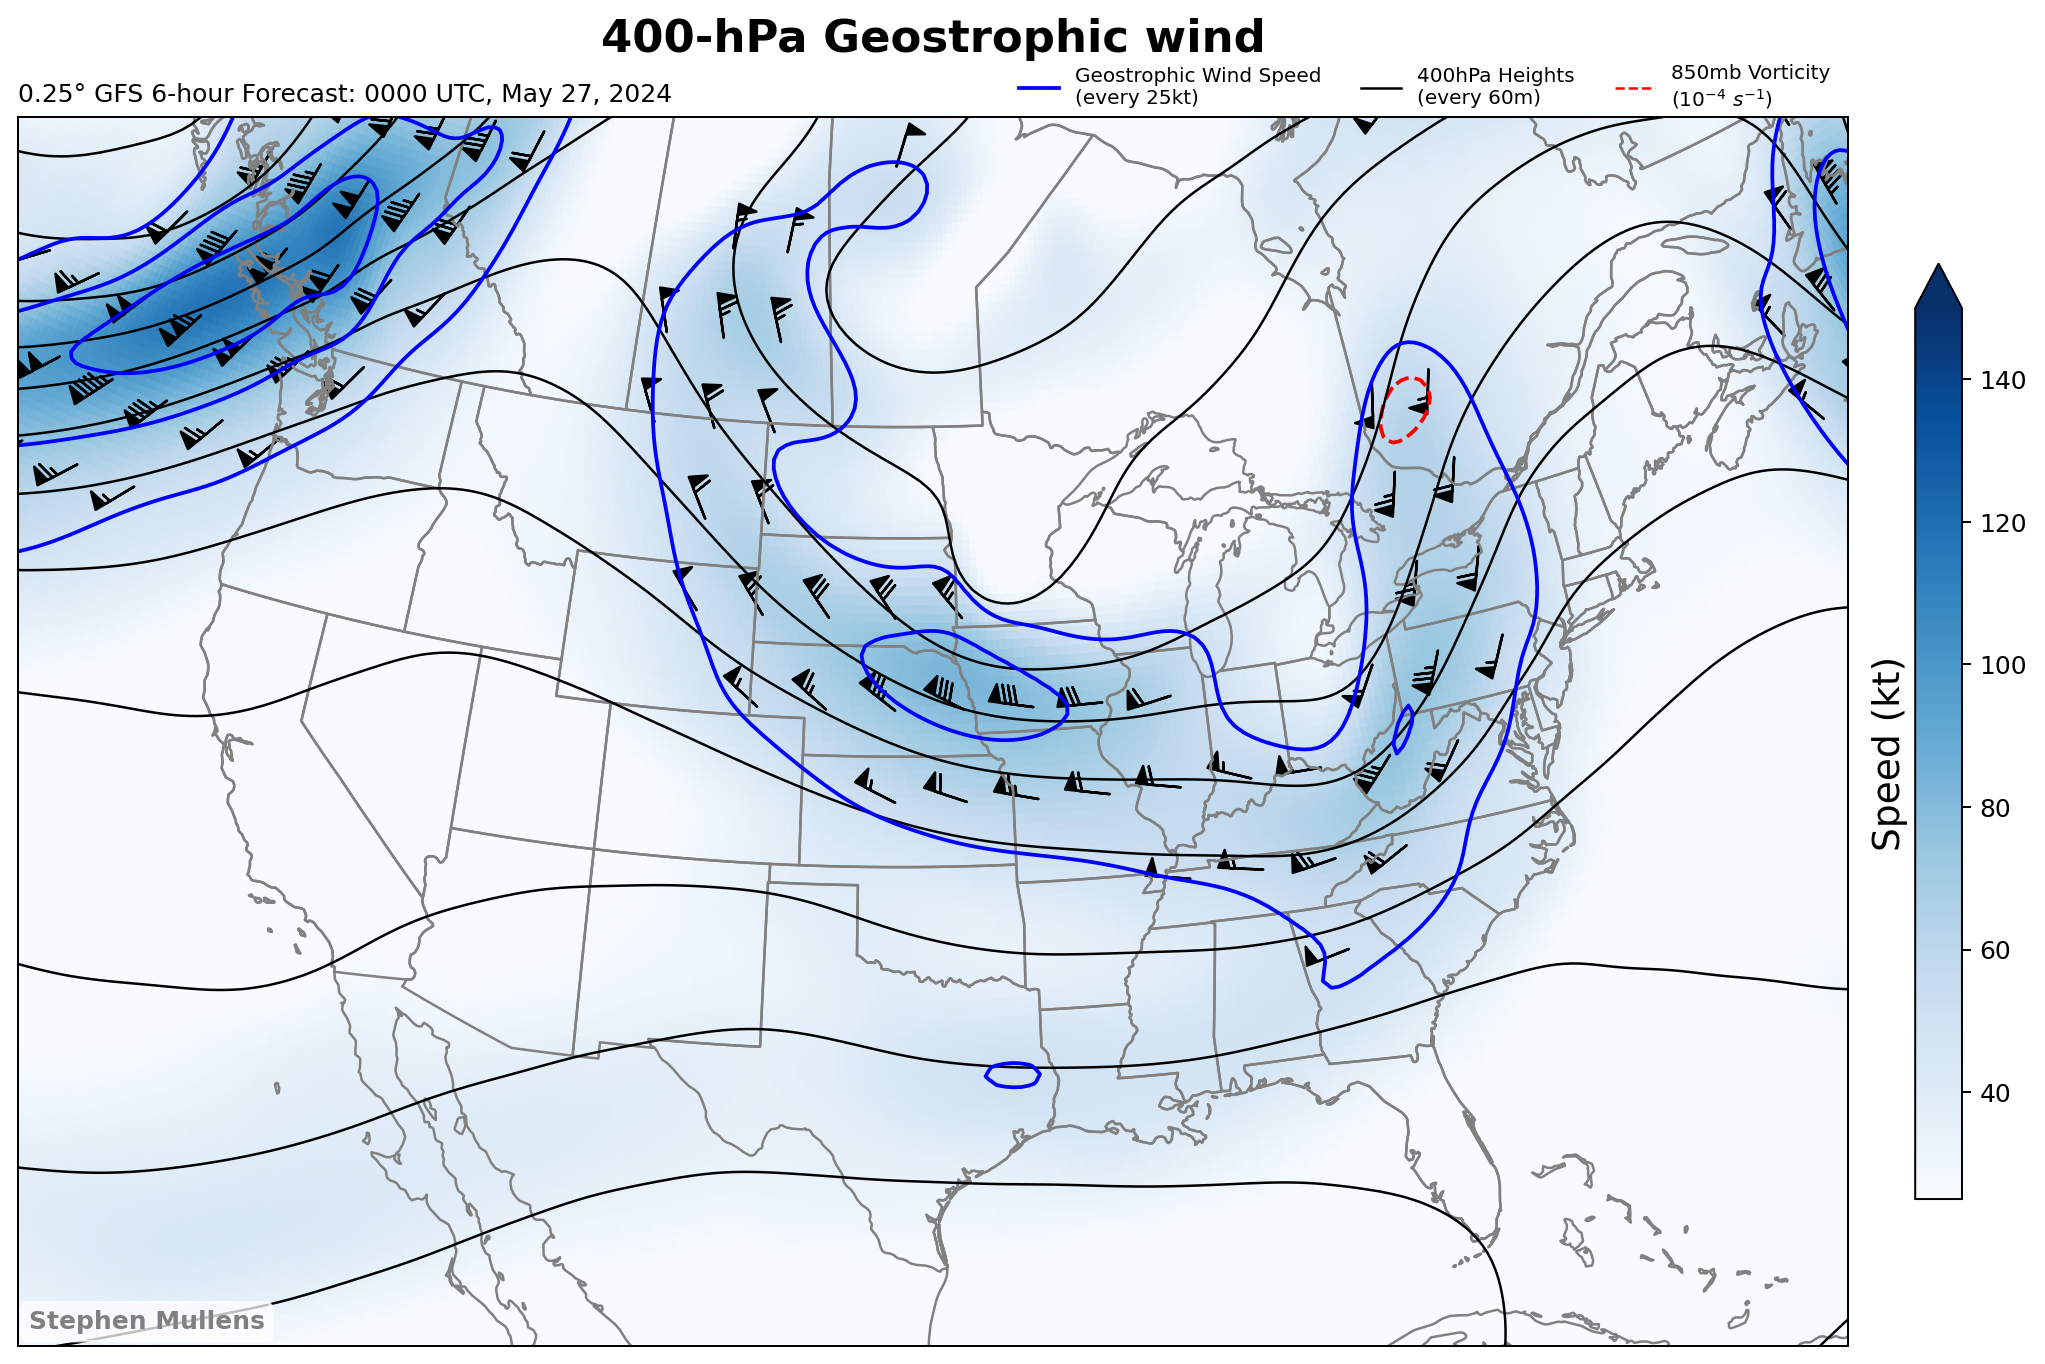 400-hPa Geostrophic wind
0.25° GFS 6-hour Forecast: 0000 UTC, May 27, 2024
Geostrophic Wind Speed
(every 25kt)
400hPa Heights
(every 60m)
850mb Vorticity
(10⁻⁴ s⁻¹)
140
120
100
80
60
40
Speed (kt)
Stephen Mullens